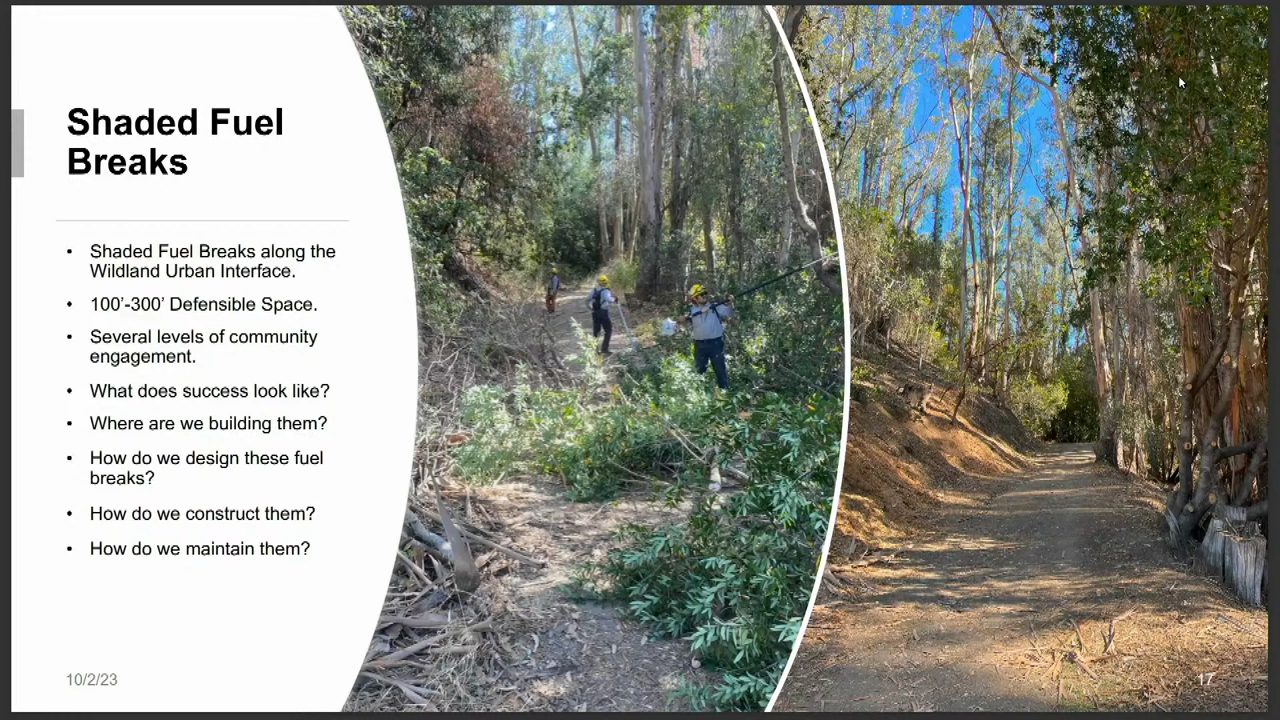 Shaded Fuel
Breaks
• Shaded Fuel Breaks along the
Wildland Urban Interface.
• 100’-300’ Defensible Space.
• Several levels of community
engagement.
• What does success look like?
• Where are we building them?
• How do we design these fuel
breaks?
• How do we construct them?
• How do we maintain them?
10/2/23
17